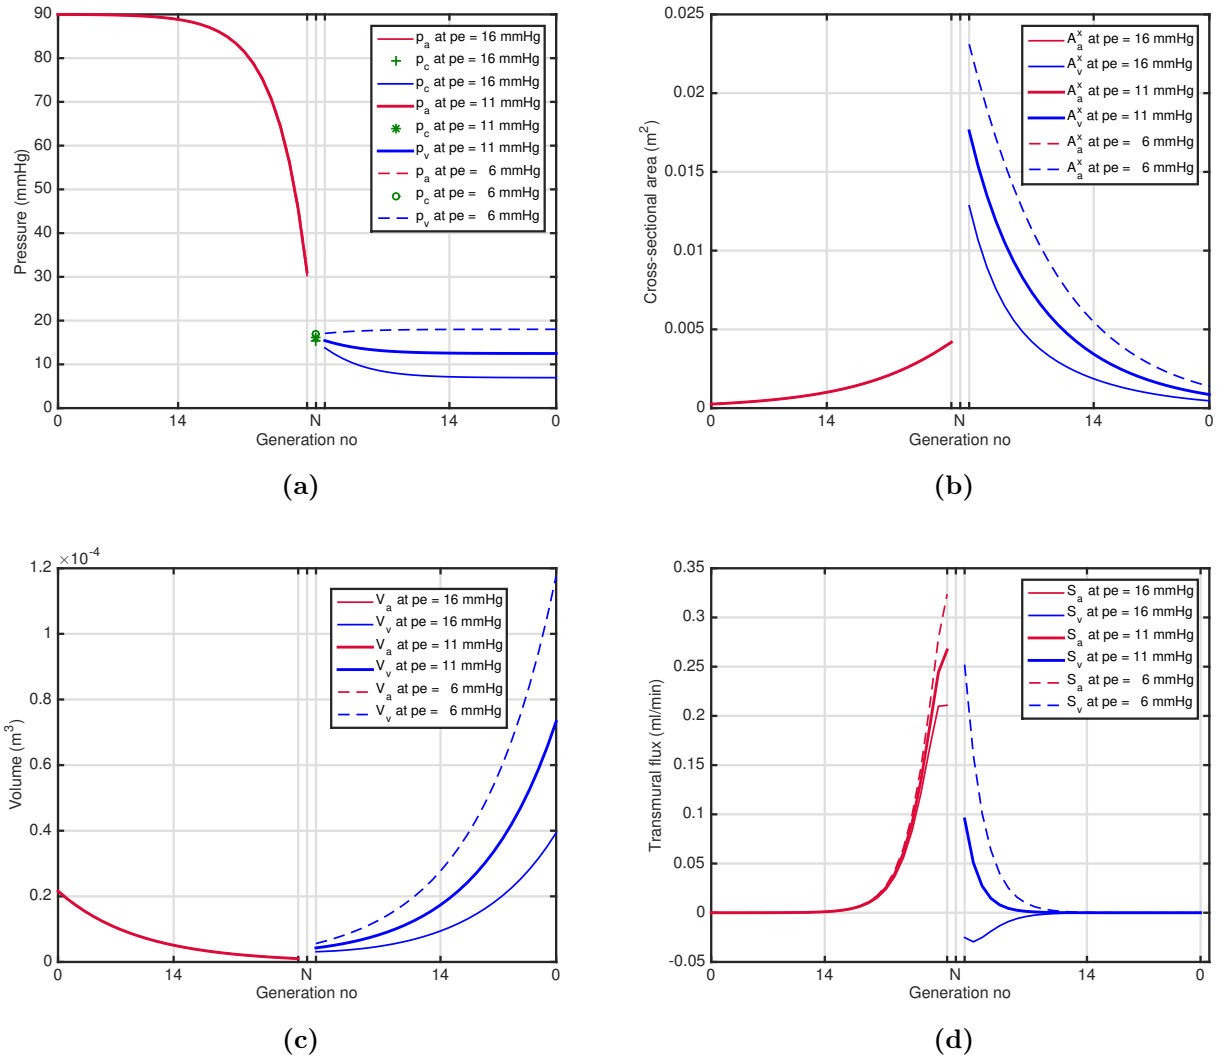 90
80
70
60
50
40
30
20
10
0
Pressure (mmHg)
p_a at pe = 16 mmHg
p_c at pe = 16 mmHg
p_c at pe = 16 mmHg
p_a at pe = 11 mmHg
p_c at pe = 11 mmHg
p_v at pe = 11 mmHg
p_a at pe = 6 mmHg
p_c at pe = 6 mmHg
p_v at pe = 6 mmHg
0 14 N 14 0
Generation no
(a)
0.025
0.02
0.015
0.01
0.005
0
Cross-sectional area (m²)
A_a^x at pe = 16 mmHg
A_v^x at pe = 16 mmHg
A_a^x at pe = 11 mmHg
A_v^x at pe = 11 mmHg
A_a^x at pe = 6 mmHg
A_a^x at pe = 6 mmHg
0 14 N 14 0
Generation no
(b)
×10⁻⁴
1.2
1
0.8
0.6
0.4
0.2
0
Volume (m³)
V_a at pe = 16 mmHg
V_v at pe = 16 mmHg
V_a at pe = 11 mmHg
V_v at pe = 11 mmHg
V_a at pe = 6 mmHg
V_v at pe = 6 mmHg
0 14 N 14 0
Generation no
(c)
0.35
0.3
0.25
0.2
0.15
0.1
0.05
0
-0.05
Transmural flux (ml/min)
S_a at pe = 16 mmHg
S_v at pe = 16 mmHg
S_a at pe = 11 mmHg
S_v at pe = 11 mmHg
S_a at pe = 6 mmHg
S_v at pe = 6 mmHg
0 14 N 14 0
Generation no
(d)